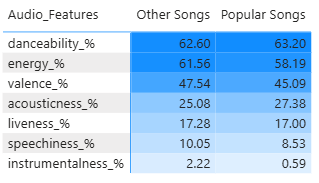 Audio_Features Other Songs Popular Songs
danceability_% 62.60 63.20
energy_% 61.56 58.19
valence_% 47.54 45.09
acousticness_% 25.08 27.38
liveness_% 17.28 17.00
speechiness_% 10.05 8.53
instrumentalness_% 2.22 0.59